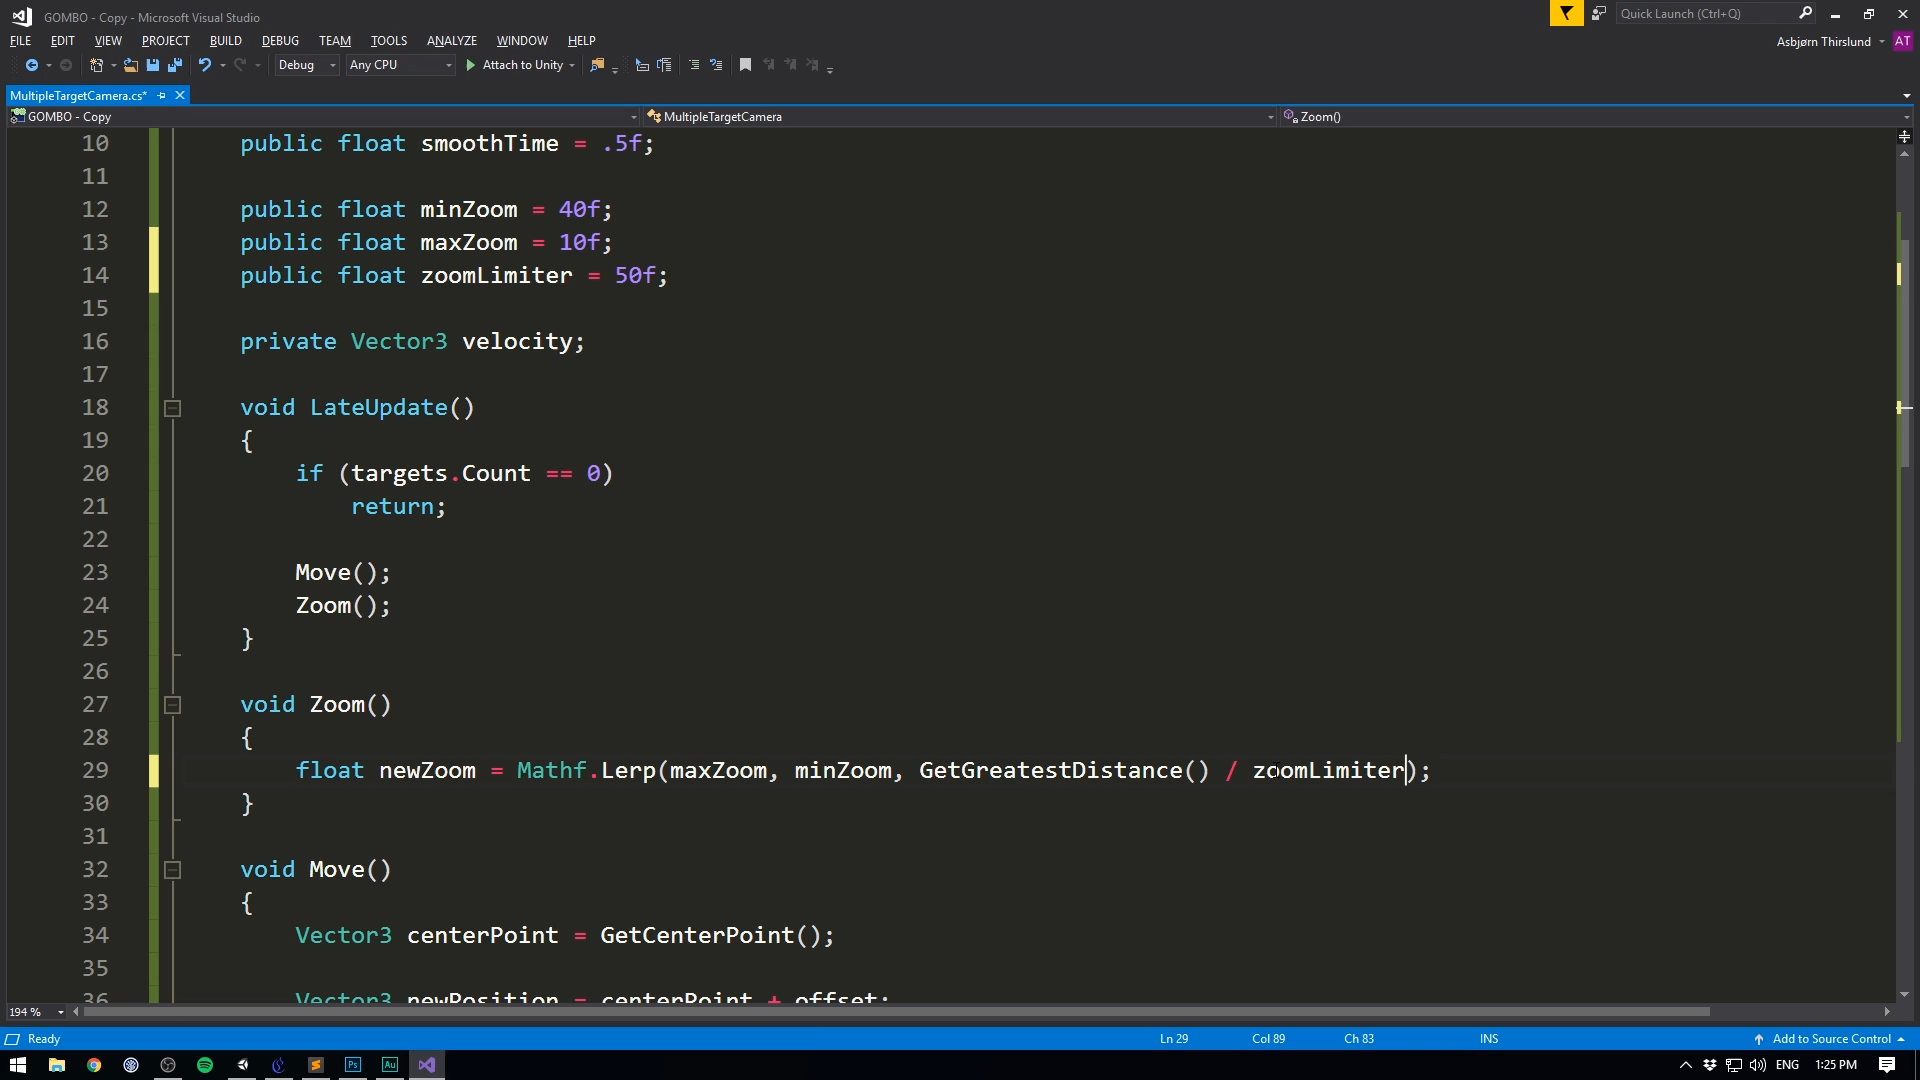 GOMBO - Copy - Microsoft Visual Studio
Quick Launch (Ctrl+Q)
FILE EDIT VIEW PROJECT BUILD DEBUG TEAM TOOLS ANALYZE WINDOW HELP
Asbjørn Thirslund AT
Debug Any CPU Attach to Unity
MultipleTargetCamera.cs*
GOMBO - Copy MultipleTargetCamera Zoom()
10 public float smoothTime = .5f;
11
12 public float minZoom = 40f;
13 public float maxZoom = 10f;
14 public float zoomLimiter = 50f;
15
16 private Vector3 velocity;
17
18 void LateUpdate()
19 {
20 if (targets.Count == 0)
21 return;
22
23 Move();
24 Zoom();
25 }
26
27 void Zoom()
28 {
29 float newZoom = Mathf.Lerp(maxZoom, minZoom, GetGreatestDistance() / zoomLimiter);
30 }
31
32 void Move()
33 {
34 Vector3 centerPoint = GetCenterPoint();
35
36 Vector3 newPosition = centerPoint + offset;
194 %
Ready Ln 29 Col 89 Ch 83 INS Add to Source Control
Ps Au ENG 1:25 PM